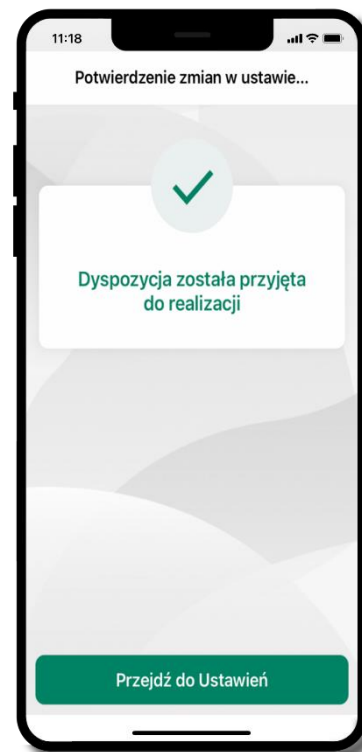 11:18
Potwierdzenie zmian w ustawie...
Dyspozycja została przyjęta
do realizacji
Przejdź do Ustawień